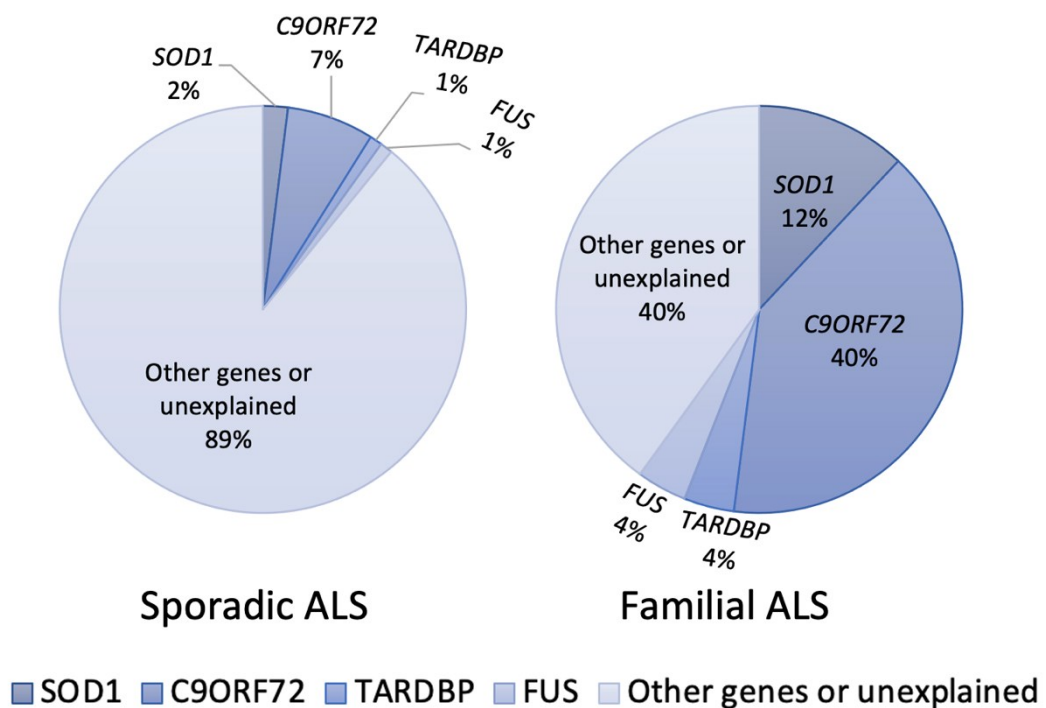 SOD1
2%
C9ORF72
7%
TARDBP
1%
FUS
1%
Other genes or
unexplained
89%
SOD1
12%
C9ORF72
40%
TARDBP
4%
FUS
4%
Other genes or
unexplained
40%
Sporadic ALS
Familial ALS
SOD1 C9ORF72 TARDBP FUS Other genes or unexplained